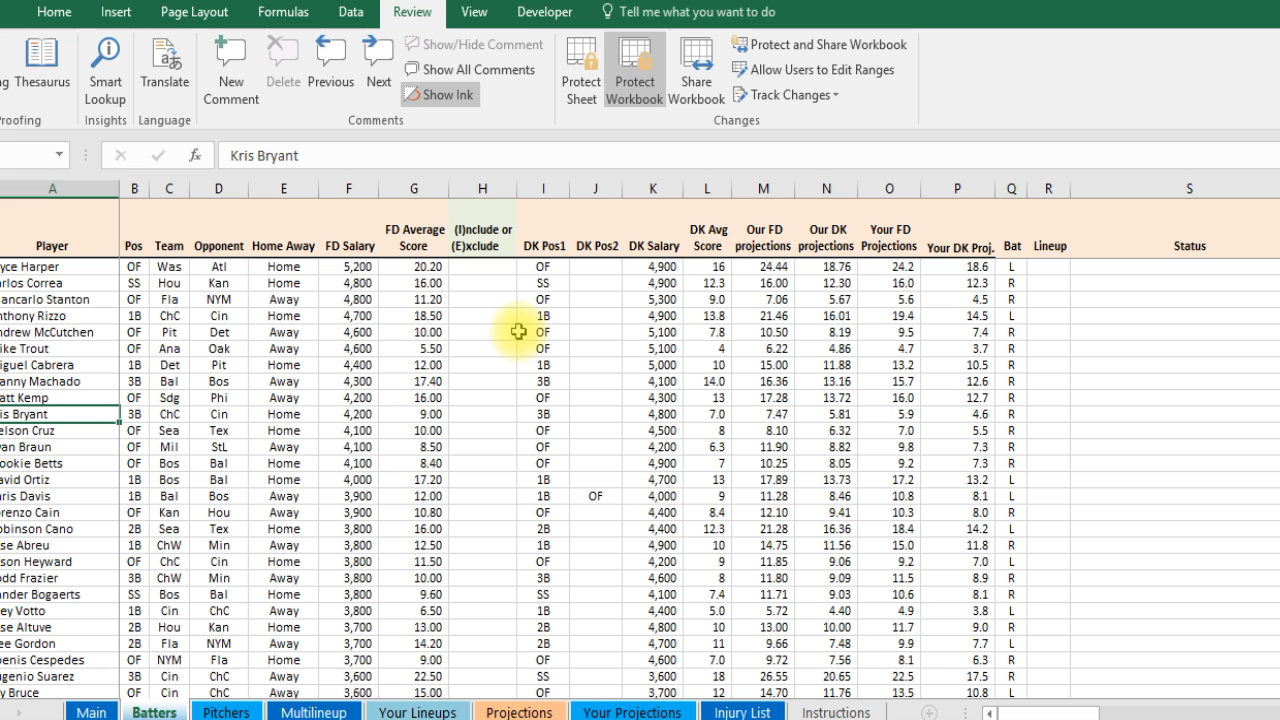 Home Insert Page Layout Formulas Data Review View Developer Tell me what you want to do
Thesaurus Smart Lookup Translate New Comment Delete Previous Next Show/Hide Comment Show All Comments Show Ink Protect Sheet Protect Workbook Share Workbook Protect and Share Workbook Allow Users to Edit Ranges Track Changes
roofing Insights Language Comments Changes
fx Kris Bryant
A B C D E F G H I J K L M N O P Q R S
Player Pos Team Opponent Home Away FD Salary FD Average Score (I)nclude or (E)xclude DK Pos1 DK Pos2 DK Salary DK Avg Score Our FD projections Our DK projections Your FD Projections Your DK Proj. Bat Lineup Status
yce Harper OF Was Atl Home 5,200 20.20 OF 4,900 16 24.44 18.76 24.2 18.6 L
arlos Correa SS Hou Kan Home 4,800 16.00 SS 4,900 12.3 16.00 12.30 16.0 12.3 R
ancarlo Stanton OF Fla NYM Away 4,800 11.20 OF 5,300 9.0 7.06 5.67 5.6 4.5 R
nthony Rizzo 1B ChC Cin Home 4,700 18.50 1B 4,900 13.8 21.46 16.01 19.4 14.5 L
ndrew McCutchen OF Pit Det Away 4,600 10.00 OF 5,100 7.8 10.50 8.19 9.5 7.4 R
ike Trout OF Ana Oak Away 4,600 5.50 OF 5,100 4 6.22 4.86 4.7 3.7 R
iguel Cabrera 1B Det Pit Home 4,400 12.00 1B 5,000 10 15.00 11.88 13.2 10.5 R
anny Machado 3B Bal Bos Away 4,300 17.40 3B 4,100 14.0 16.36 13.16 15.7 12.6 R
att Kemp OF Sdg Phi Away 4,200 16.00 OF 4,300 13 17.28 13.72 16.0 12.7 R
is Bryant 3B ChC Cin Home 4,200 9.00 3B 4,800 7.0 7.47 5.81 5.9 4.6 R
elson Cruz OF Sea Tex Home 4,100 10.00 OF 4,500 8 8.10 6.32 7.0 5.5 R
an Braun OF Mil StL Away 4,100 8.50 OF 4,200 6.3 11.90 8.82 9.8 7.3 R
ookie Betts OF Bos Bal Home 4,100 8.40 OF 4,900 7 10.25 8.05 9.2 7.3 R
avid Ortiz 1B Bos Bal Home 4,000 17.20 1B 4,700 13 17.89 13.73 17.2 13.2 L
ris Davis 1B Bal Bos Away 3,900 12.00 1B OF 4,000 9 11.28 8.46 10.8 8.1 L
orenzo Cain OF Kan Hou Away 3,900 10.80 OF 4,400 8.4 12.10 9.41 10.3 8.0 R
obinson Cano 2B Sea Tex Home 3,800 16.00 2B 4,400 12.3 21.28 16.36 18.4 14.2 L
se Abreu 1B ChW Min Away 3,800 12.50 1B 4,900 10 14.75 11.56 15.0 11.8 R
son Heyward OF ChC Cin Home 3,800 11.50 OF 4,200 9 11.85 9.06 9.2 7.0 L
odd Frazier 3B ChW Min Away 3,800 10.00 3B 4,600 8 11.80 9.09 11.5 8.9 R
ander Bogaerts SS Bos Bal Home 3,800 9.60 SS 4,100 7.4 11.71 9.03 10.6 8.1 R
ey Votto 1B Cin ChC Away 3,800 6.50 1B 4,400 5.0 5.72 4.40 4.9 3.8 L
se Altuve 2B Hou Kan Home 3,700 13.00 2B 4,800 10 13.00 10.00 11.7 9.0 R
ee Gordon 2B Fla NYM Away 3,700 14.20 2B 4,700 11 9.66 7.48 9.9 7.7 L
oenis Cespedes OF NYM Fla Home 3,700 9.00 OF 4,600 7.0 9.72 7.56 8.1 6.3 R
ugenio Suarez 3B Cin ChC Away 3,600 22.50 SS 3,600 18 26.55 20.65 22.5 17.5 R
y Bruce OF Cin ChC Away 3,600 15.00 OF 3,700 12 14.70 11.76 13.5 10.8 L
Main Batters Pitchers Multilineup Your Lineups Projections Your Projections Injury List Instructions